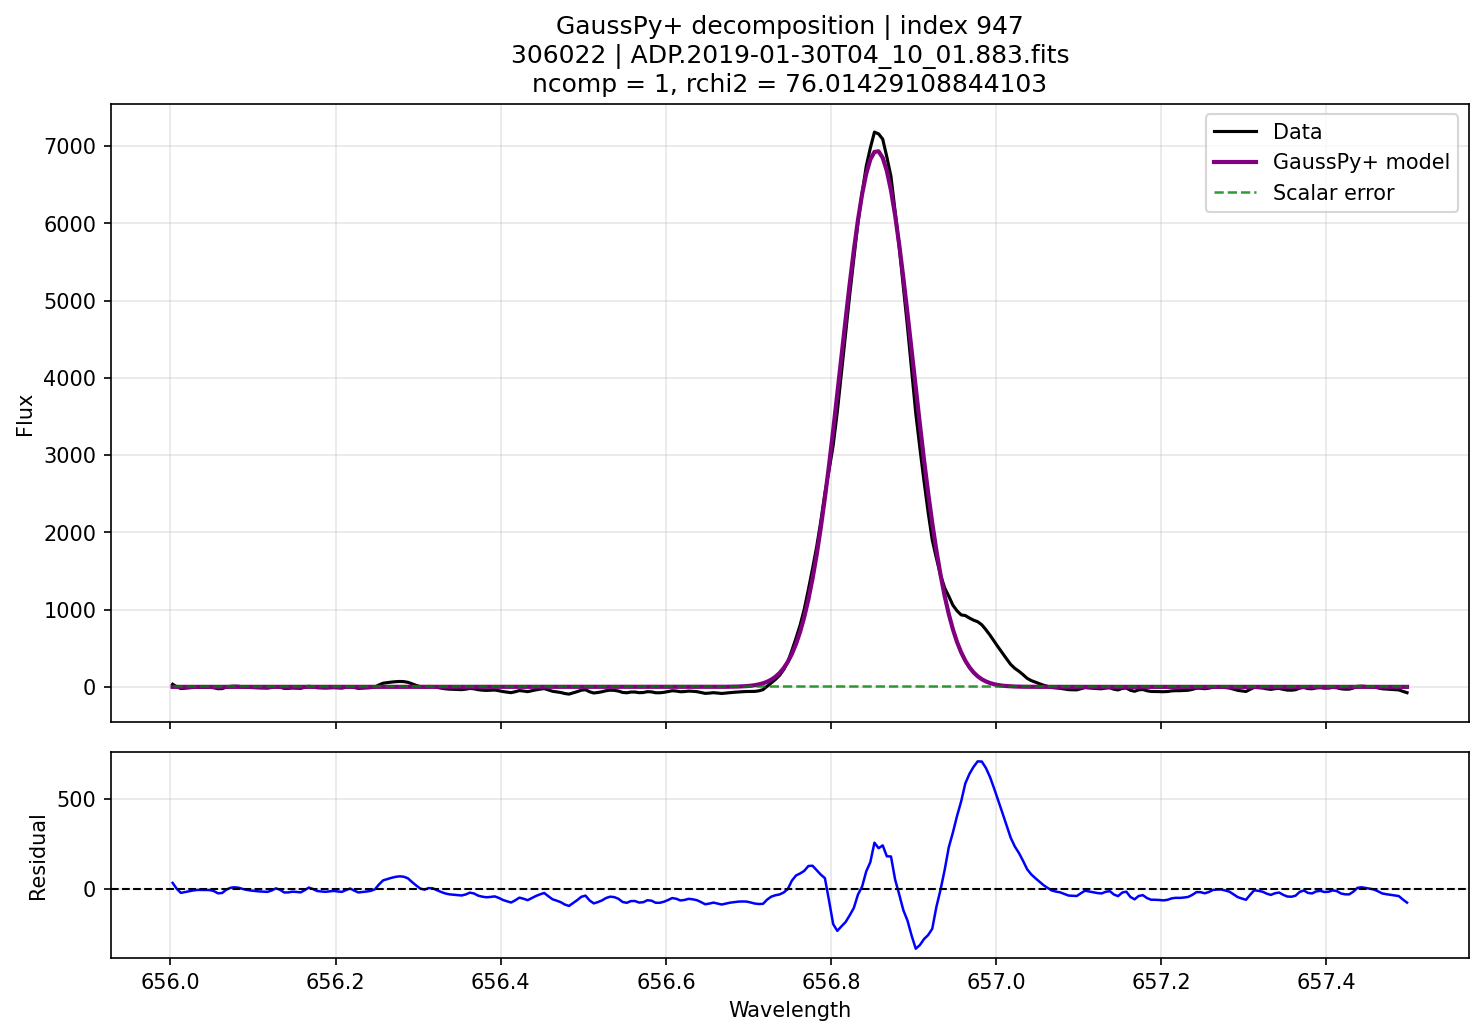 GaussPy+ decomposition | index 947
306022 | ADP.2019-01-30T04_10_01.883.fits
ncomp = 1, rchi2 = 76.01429108844103
Data
GaussPy+ model
Scalar error
7000
6000
5000
4000
3000
2000
1000
0
Flux
500
0
Residual
656.0
656.2
656.4
656.6
656.8
657.0
657.2
657.4
Wavelength